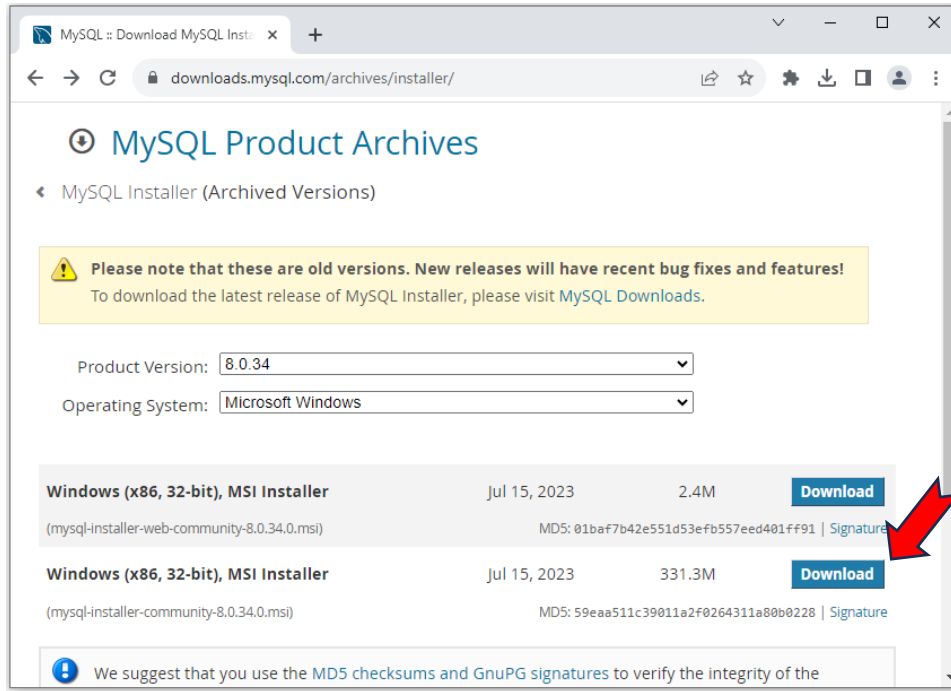 MySQL :: Download MySQL Insta
downloads.mysql.com/archives/installer/
MySQL Product Archives
MySQL Installer (Archived Versions)
Please note that these are old versions. New releases will have recent bug fixes and features!
To download the latest release of MySQL Installer, please visit MySQL Downloads.
Product Version: 8.0.34
Operating System: Microsoft Windows
Windows (x86, 32-bit), MSI Installer Jul 15, 2023 2.4M Download
(mysql-installer-web-community-8.0.34.0.msi) MD5: 01baf7b42e551d53efb557eed401ff91 | Signature
Windows (x86, 32-bit), MSI Installer Jul 15, 2023 331.3M Download
(mysql-installer-community-8.0.34.0.msi) MD5: 59eaa511c39011a2f0264311a80b0228 | Signature
We suggest that you use the MD5 checksums and GnuPG signatures to verify the integrity of the